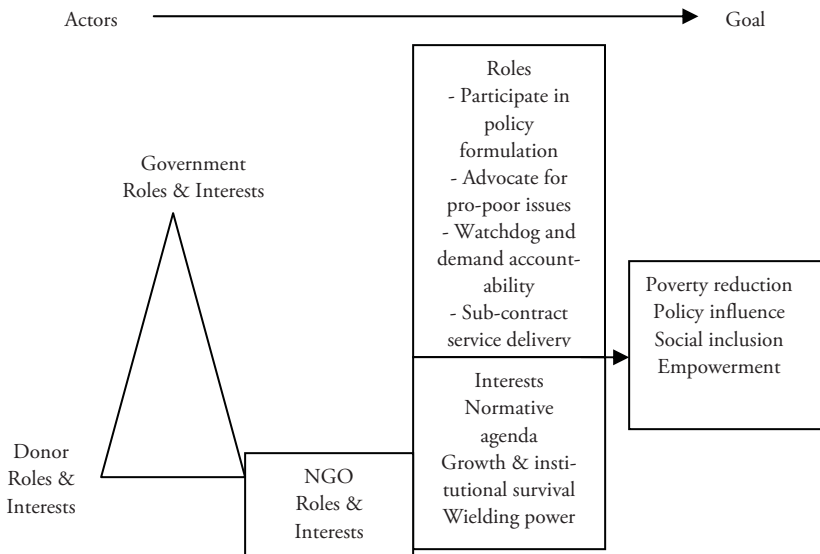 Actors
Goal
Roles
- Participate in
policy
formulation
- Advocate for
pro-poor issues
- Watchdog and
demand account-
ability
- Sub-contract
service delivery
Government
Roles & Interests
Poverty reduction
Policy influence
Social inclusion
Empowerment
Interests
Normative
agenda
Growth & insti-
tutional survival
Wielding power
Donor
Roles &
Interests
NGO
Roles &
Interests